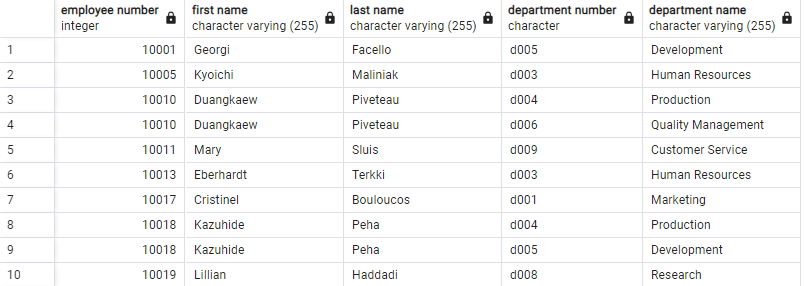 employee number first name last name department number department name
integer character varying (255) character varying (255) character character varying (255)
1 10001 Georgi Facello d005 Development
2 10005 Kyoichi Maliniak d003 Human Resources
3 10010 Duangkaew Piveteau d004 Production
4 10010 Duangkaew Piveteau d006 Quality Management
5 10011 Mary Sluis d009 Customer Service
6 10013 Eberhardt Terkki d003 Human Resources
7 10017 Cristinel Bouloucos d001 Marketing
8 10018 Kazuhide Peha d004 Production
9 10018 Kazuhide Peha d005 Development
10 10019 Lillian Haddadi d008 Research